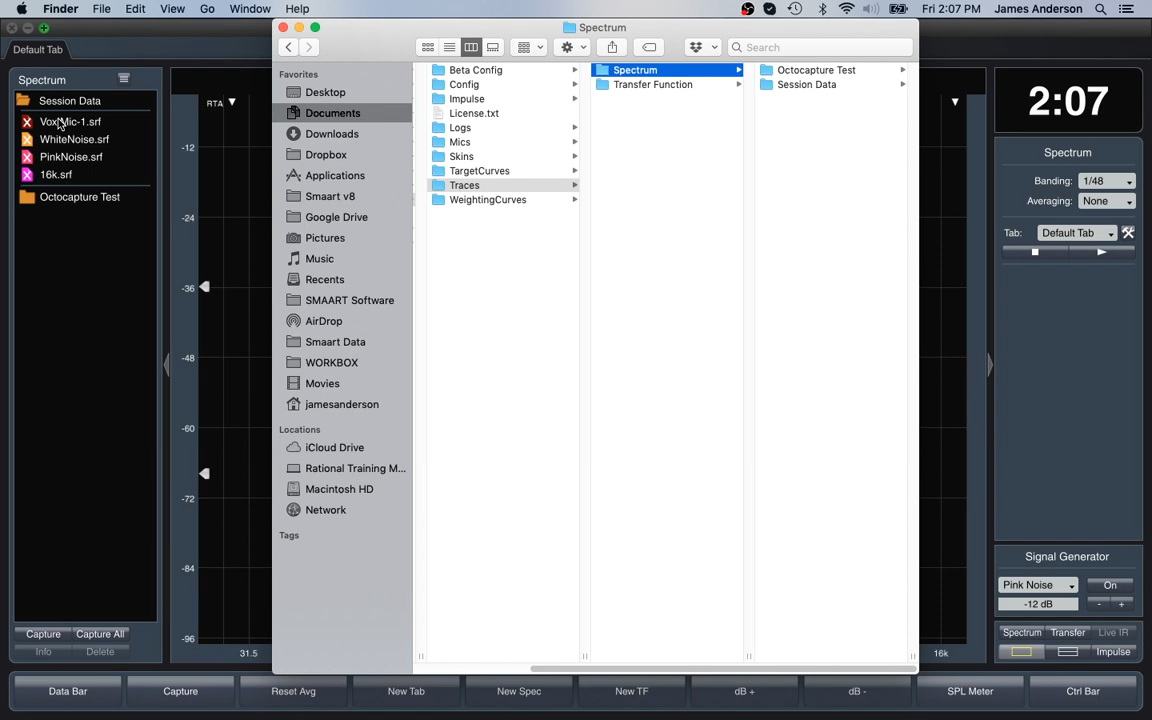 Finder File Edit View Go Window Help Fri 2:07 PM James Anderson
Default Tab
Spectrum
Session Data
VoxMic-1.srf
WhiteNoise.srf
PinkNoise.srf
16k.srf
Octocapture Test
Capture Capture All
Info Delete
RTA
-12
-24
-36
-48
-60
-72
-84
-96
31.5
16k
Spectrum
Search
Favorites
Desktop
Documents
Downloads
Dropbox
Applications
Smaart v8
Google Drive
Pictures
Music
Recents
SMAART Software
AirDrop
Smaart Data
WORKBOX
Movies
jamesanderson
Locations
iCloud Drive
Rational Training M...
Macintosh HD
Network
Tags
Beta Config
Config
Impulse
License.txt
Logs
Mics
Skins
TargetCurves
Traces
WeightingCurves
Spectrum
Transfer Function
Octocapture Test
Session Data
2:07
Spectrum
Banding: 1/48
Averaging: None
Tab: Default Tab
Signal Generator
Pink Noise On
-12 dB - +
Spectrum Transfer Live IR
Impulse
Data Bar Capture Reset Avg New Tab New Spec New TF dB + dB - SPL Meter Ctrl Bar